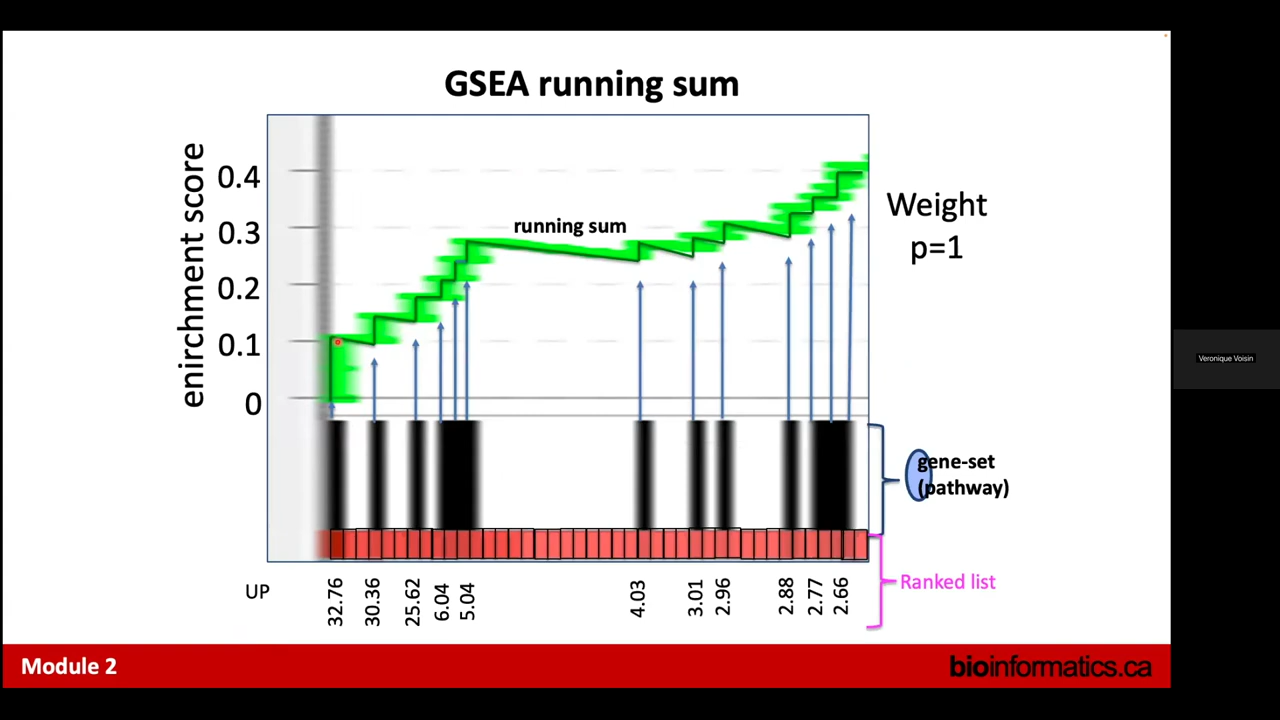 GSEA running sum
enirchment score
0.4
0.3
0.2
0.1
0
running sum
Weight
p=1
gene-set
(pathway)
Ranked list
UP
32.76
30.36
25.62
6.04
5.04
4.03
3.01
2.96
2.88
2.77
2.66
Module 2
bioinformatics.ca
Veronique Voisin